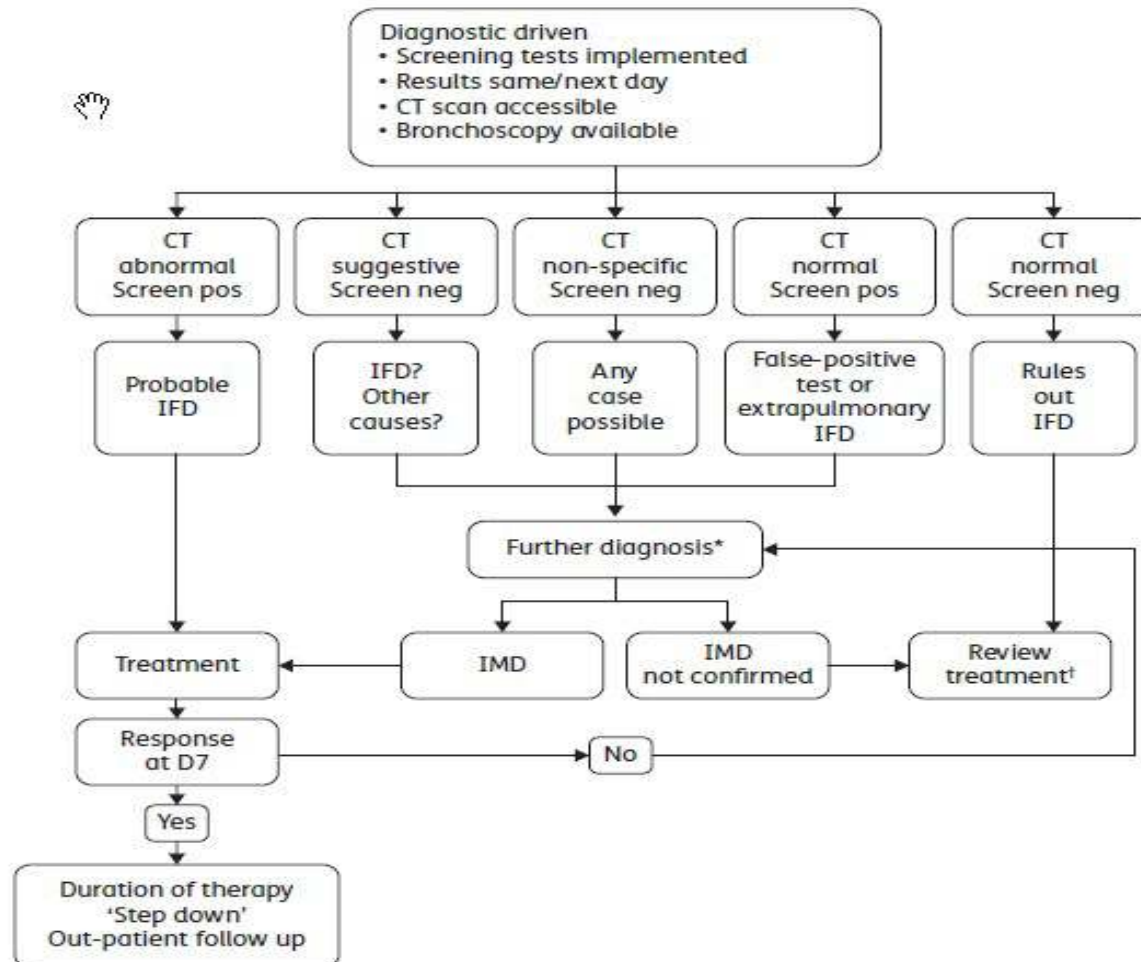 Diagnostic driven
• Screening tests implemented
• Results same/next day
• CT scan accessible
• Bronchoscopy available
CT
abnormal
Screen pos
CT
suggestive
Screen neg
CT
non-specific
Screen neg
CT
normal
Screen pos
CT
normal
Screen neg
Probable
IFD
IFD?
Other
causes?
Any
case
possible
False-positive
test or
extrapulmonary
IFD
Rules
out
IFD
Further diagnosis*
Treatment
IMD
IMD
not confirmed
Review
treatment†
Response
at D7
No
Yes
Duration of therapy
‘Step down’
Out-patient follow up